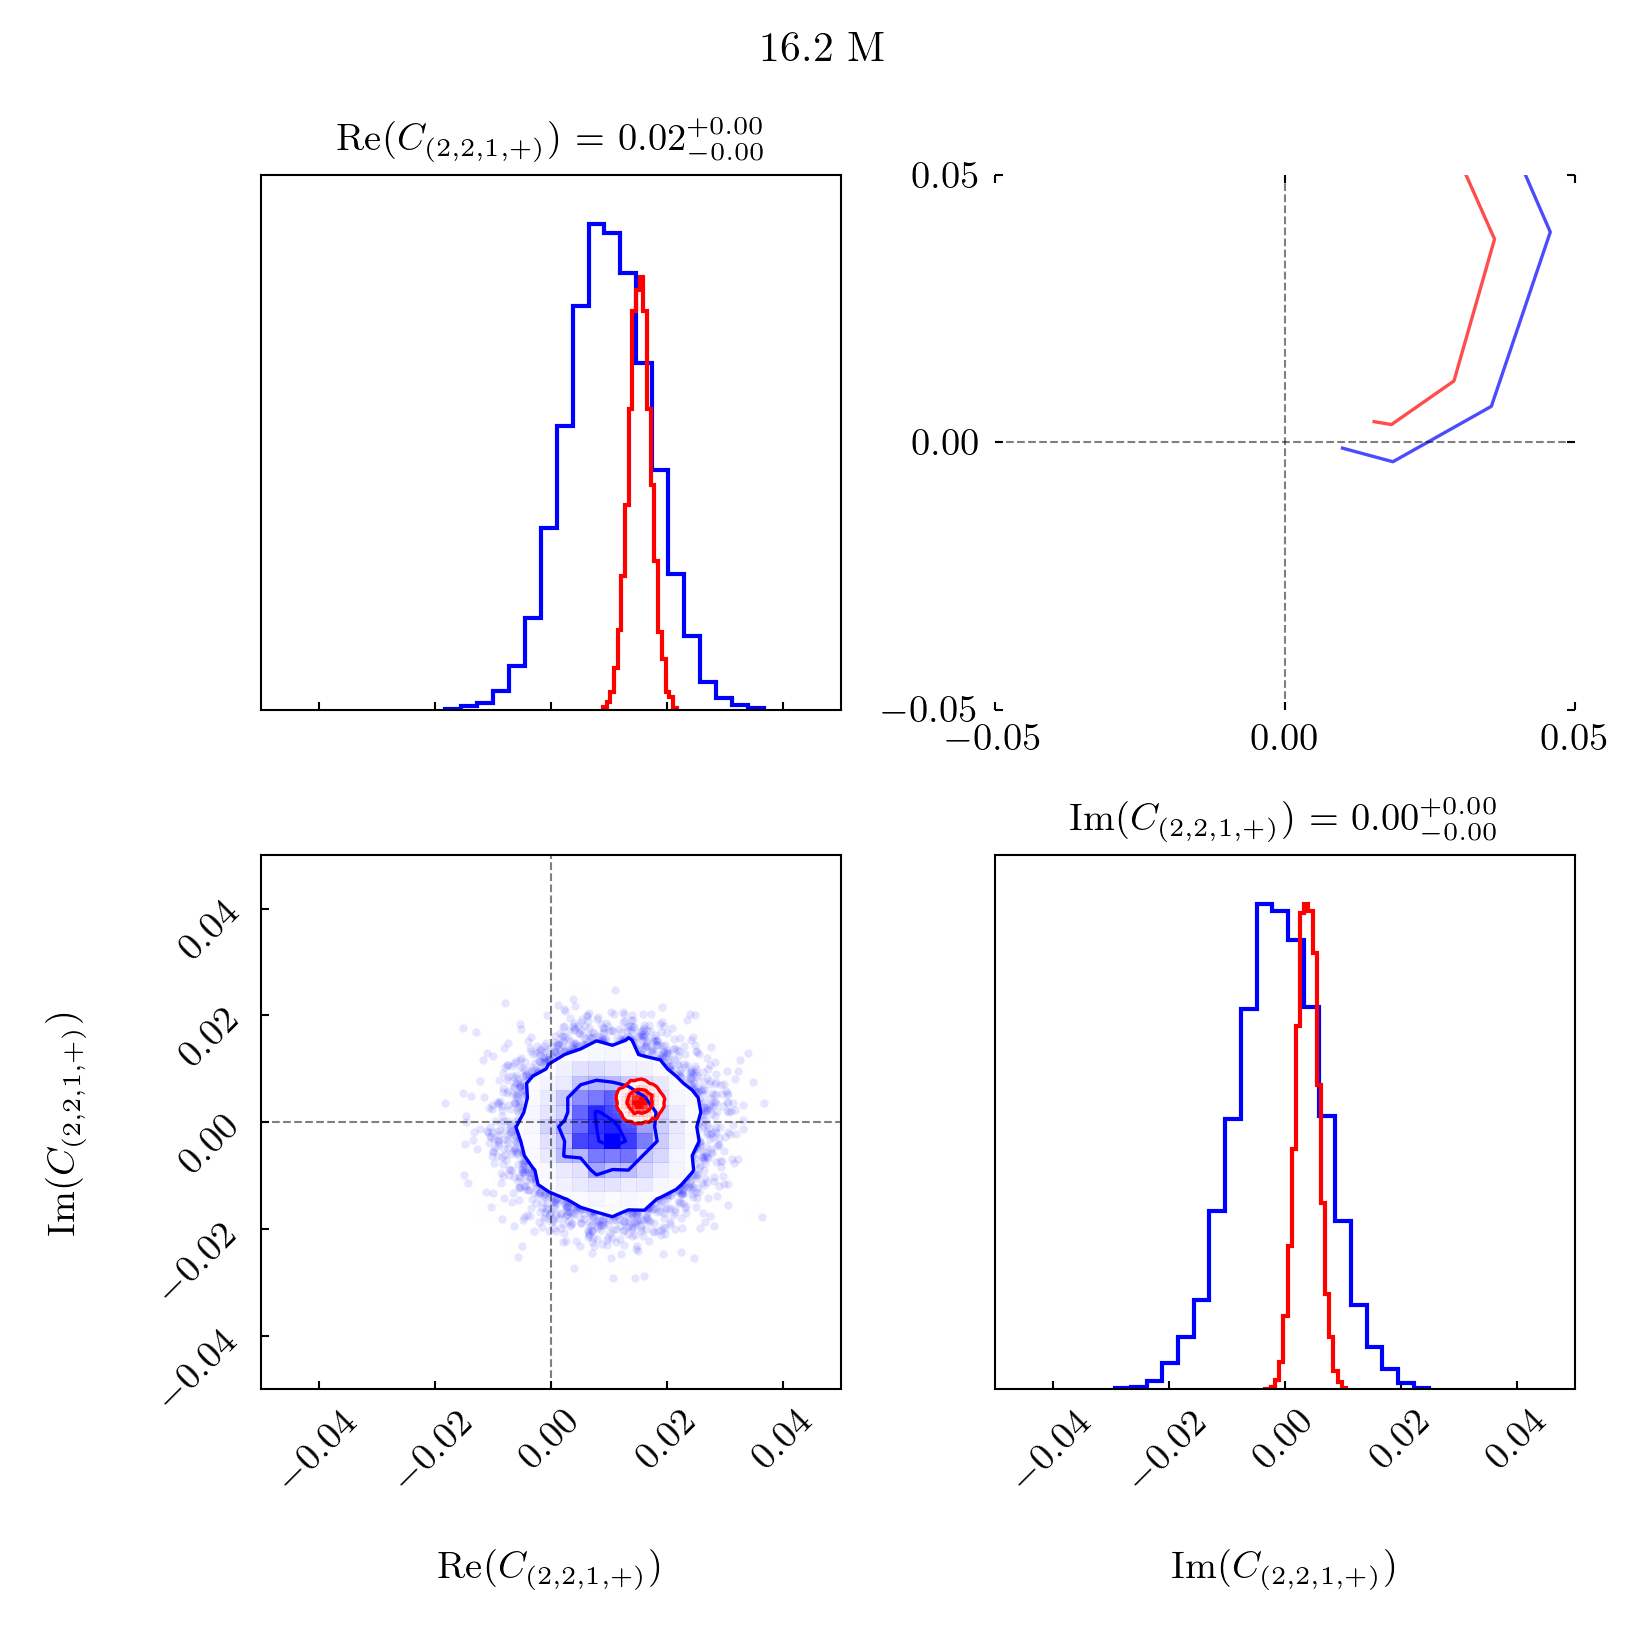 16.2 M
Re(C_{(2,2,1,+)}) = 0.02^{+0.00}_{−0.00}
0.05
0.00
−0.05
−0.05 0.00 0.05
Im(C_{(2,2,1,+)}) = 0.00^{+0.00}_{−0.00}
Im(C_{(2,2,1,+)})
0.04
0.02
0.00
−0.02
−0.04
−0.04 −0.02 0.00 0.02 0.04
−0.04 −0.02 0.00 0.02 0.04
Re(C_{(2,2,1,+)})
Im(C_{(2,2,1,+)})